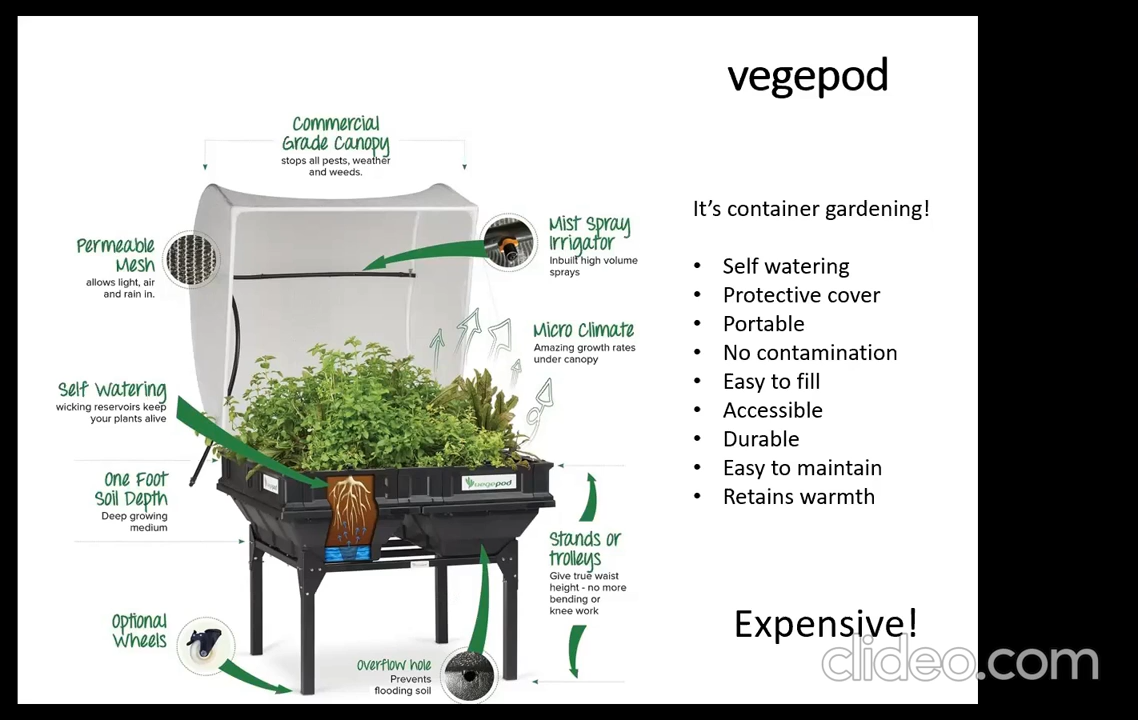 vegepod
Commercial
Grade Canopy
stops all pests, weather
and weeds.
Permeable
Mesh
allows light, air
and rain in.
Mist Spray
Irrigator
Inbuilt high volume
sprays
Micro Climate
Amazing growth rates
under canopy
Self Watering
wicking reservoirs keep
your plants alive
One Foot
Soil Depth
Deep growing
medium
vegepod
Stands or
trolleys
Give true waist
height - no more
bending or
knee work
Optional
Wheels
Overflow hole
Prevents
flooding soil
It's container gardening!
• Self watering
• Protective cover
• Portable
• No contamination
• Easy to fill
• Accessible
• Durable
• Easy to maintain
• Retains warmth
Expensive!
clideo.com